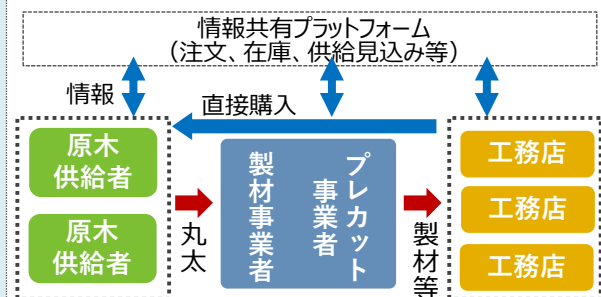 情報共有プラットフォーム
（注文、在庫、供給見込み等）
情報
直接購入
原木
供給者
原木
供給者
丸太
製材事業者
プレカット
事業者
製材等
工務店
工務店
工務店